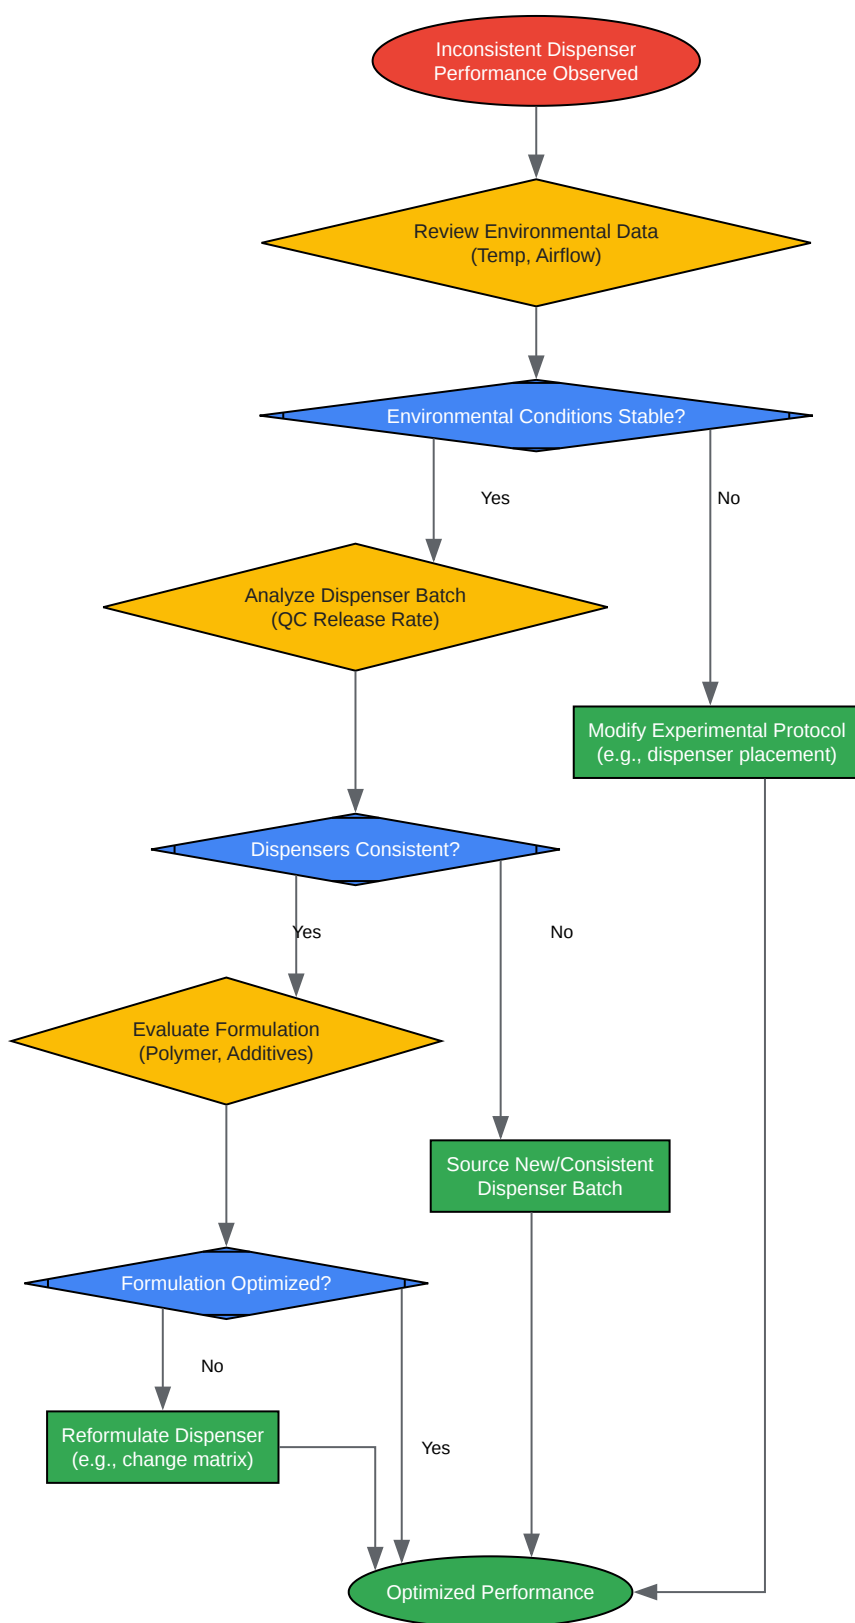 Inconsistent Dispenser
Performance Observed
Review Environmental Data
(Temp, Airflow)
Environmental Conditions Stable?
Yes
No
Analyze Dispenser Batch
(QC Release Rate)
Modify Experimental Protocol
(e.g., dispenser placement)
Dispensers Consistent?
Yes
No
Evaluate Formulation
(Polymer, Additives)
Source New/Consistent
Dispenser Batch
Formulation Optimized?
No
Reformulate Dispenser
(e.g., change matrix)
Yes
Optimized Performance